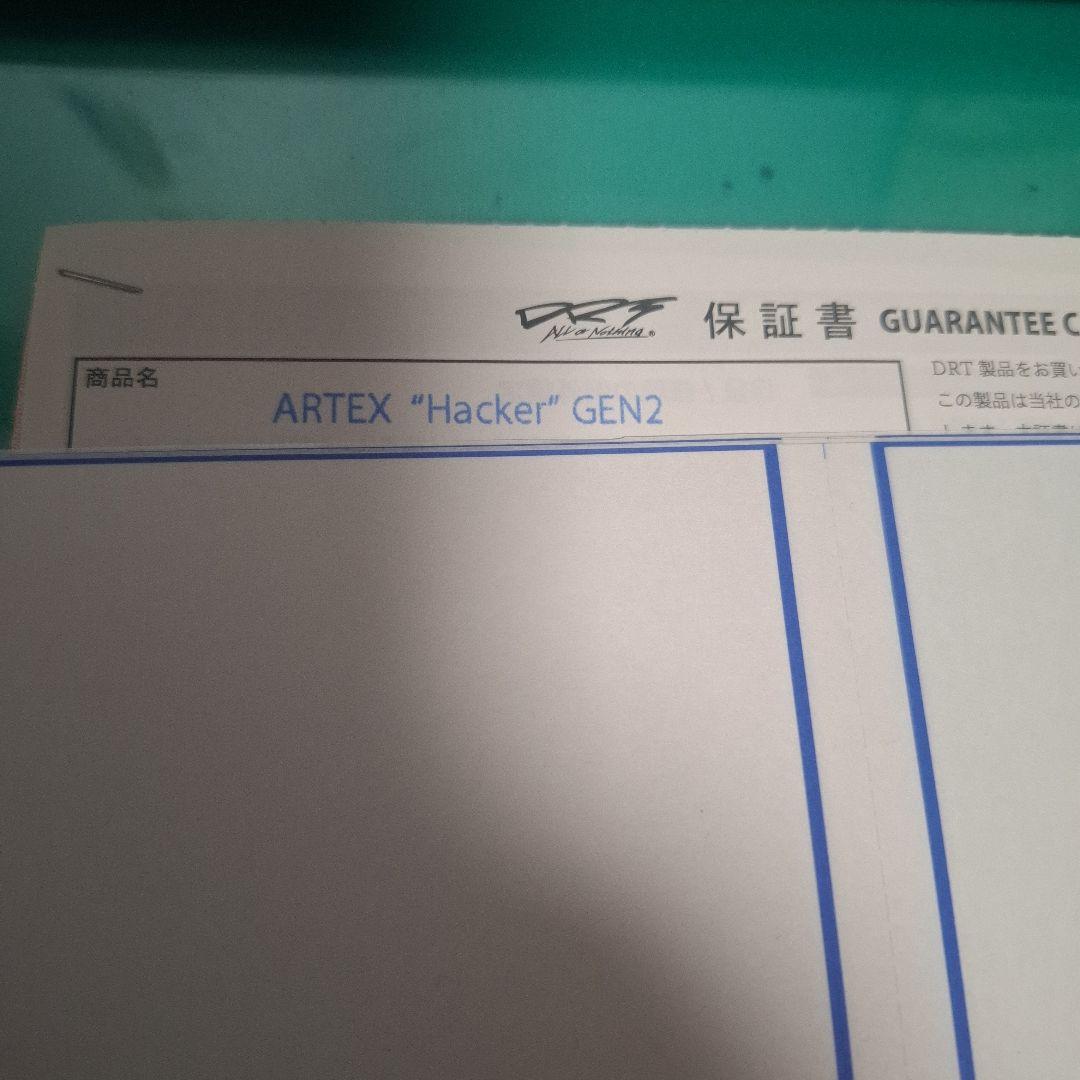 DRT 保証書 GUARANTEE C
ALL or NOTHING®
商品名
ARTEX “Hacker” GEN2
DRT 製品をお買い
この製品は当社の